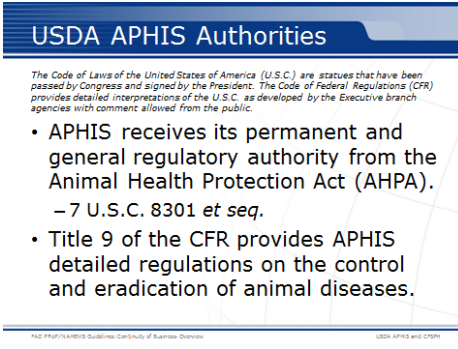 USDA APHIS Authorities
The Code of Laws of the United States of America (U.S.C.) are statues that have been
passed by Congress and signed by the President. The Code of Federal Regulations (CFR)
provides detailed interpretations of the U.S.C. as developed by the Executive branch
agencies with comment allowed from the public.
• APHIS receives its permanent and
general regulatory authority from the
Animal Health Protection Act (AHPA).
– 7 U.S.C. 8301 et seq.
• Title 9 of the CFR provides APHIS
detailed regulations on the control
and eradication of animal diseases.
FAD PReP/NAHEMS Guidelines: Continuity of Business- Overview
USDA APHIS and CFSPH